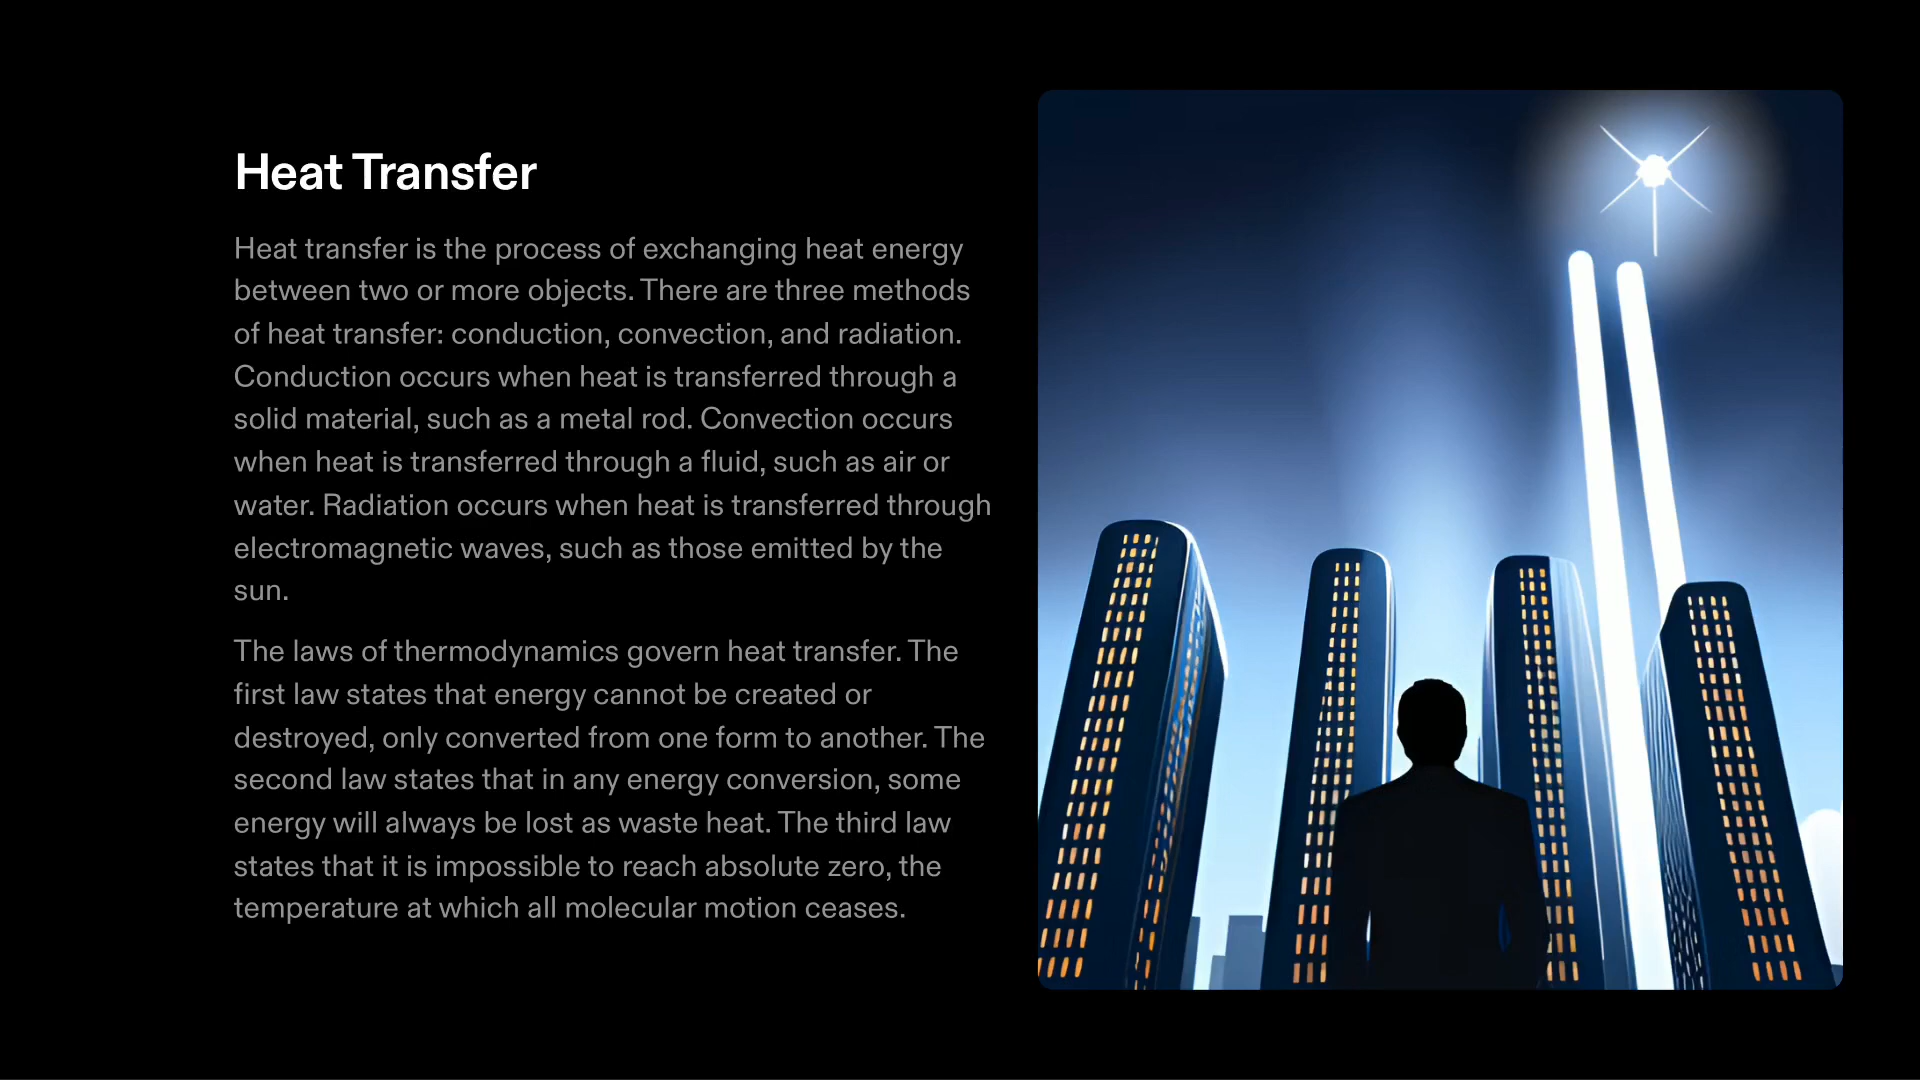 Heat Transfer
Heat transfer is the process of exchanging heat energy
between two or more objects. There are three methods
of heat transfer: conduction, convection, and radiation.
Conduction occurs when heat is transferred through a
solid material, such as a metal rod. Convection occurs
when heat is transferred through a fluid, such as air or
water. Radiation occurs when heat is transferred through
electromagnetic waves, such as those emitted by the
sun.
The laws of thermodynamics govern heat transfer. The
first law states that energy cannot be created or
destroyed, only converted from one form to another. The
second law states that in any energy conversion, some
energy will always be lost as waste heat. The third law
states that it is impossible to reach absolute zero, the
temperature at which all molecular motion ceases.